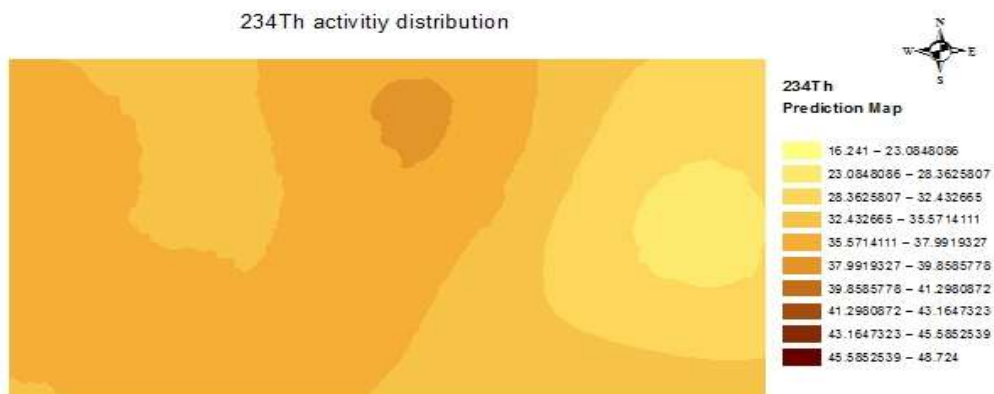 234Th activitiy distribution
N
W E
S
234Th
Prediction Map
16.241 – 23.0848086
23.0848086 – 28.3625807
28.3625807 – 32.432665
32.432665 – 35.5714111
35.5714111 – 37.9919327
37.9919327 – 39.8585778
39.8585778 – 41.2980872
41.2980872 – 43.1647323
43.1647323 – 45.5852539
45.5852539 – 48.724